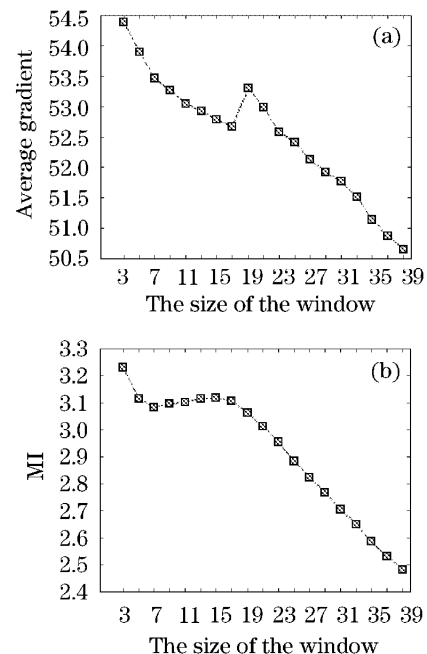 (a)
Average gradient
54.5
54.0
53.5
53.0
52.5
52.0
51.5
51.0
50.5
3 7 11 15 19 23 27 31 35 39
The size of the window
(b)
MI
3.3
3.2
3.1
3.0
2.9
2.8
2.7
2.6
2.5
2.4
3 7 11 15 19 23 27 31 35 39
The size of the window